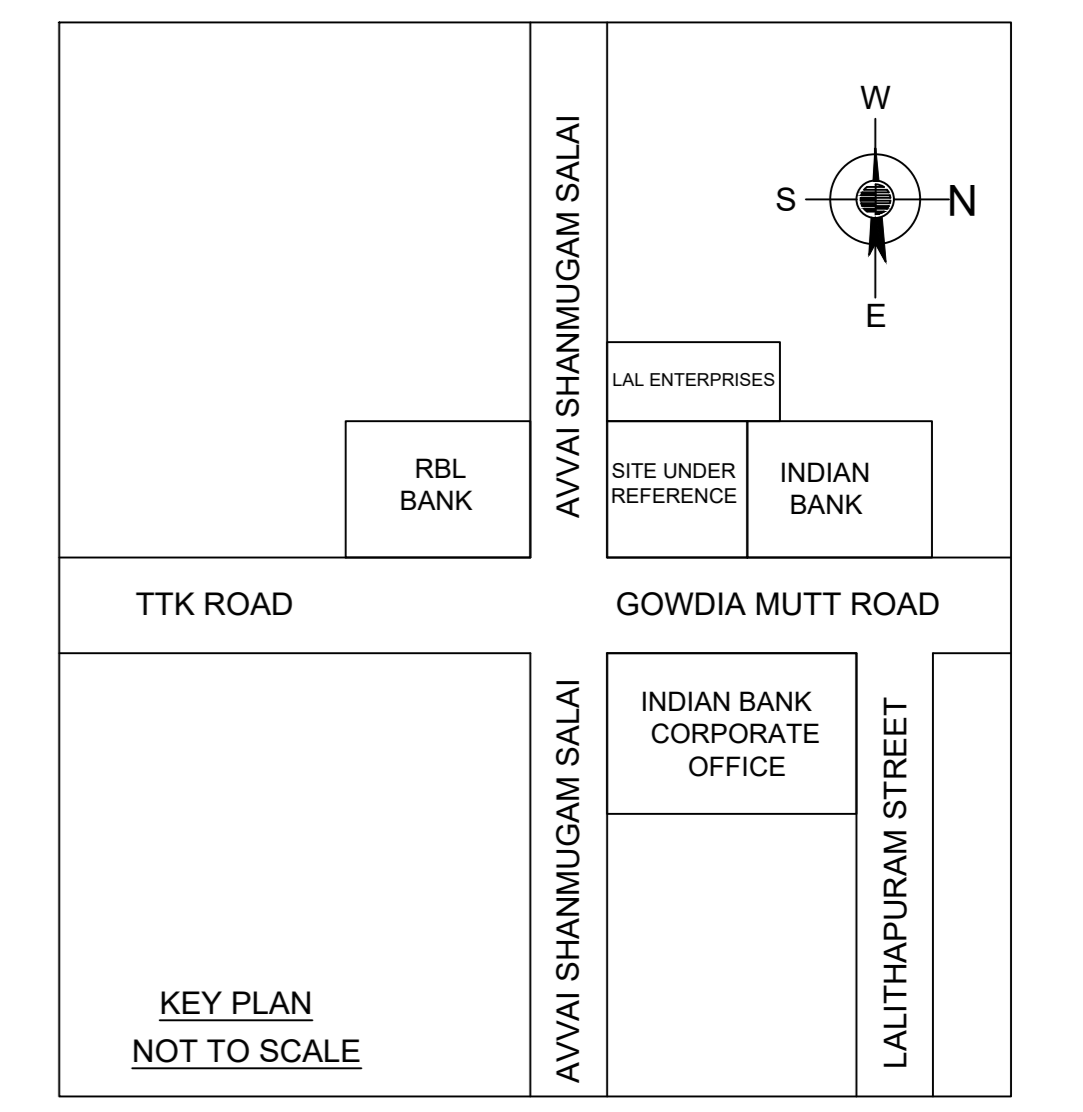 W
S
N
E
AVVAI SHANMUGAM SALAI
LAL ENTERPRISES
RBL
BANK
SITE UNDER
REFERENCE
INDIAN
BANK
TTK ROAD
GOWDIA MUTT ROAD
AVVAI SHANMUGAM SALAI
INDIAN BANK
CORPORATE
OFFICE
LALITHAPURAM STREET
KEY PLAN
NOT TO SCALE